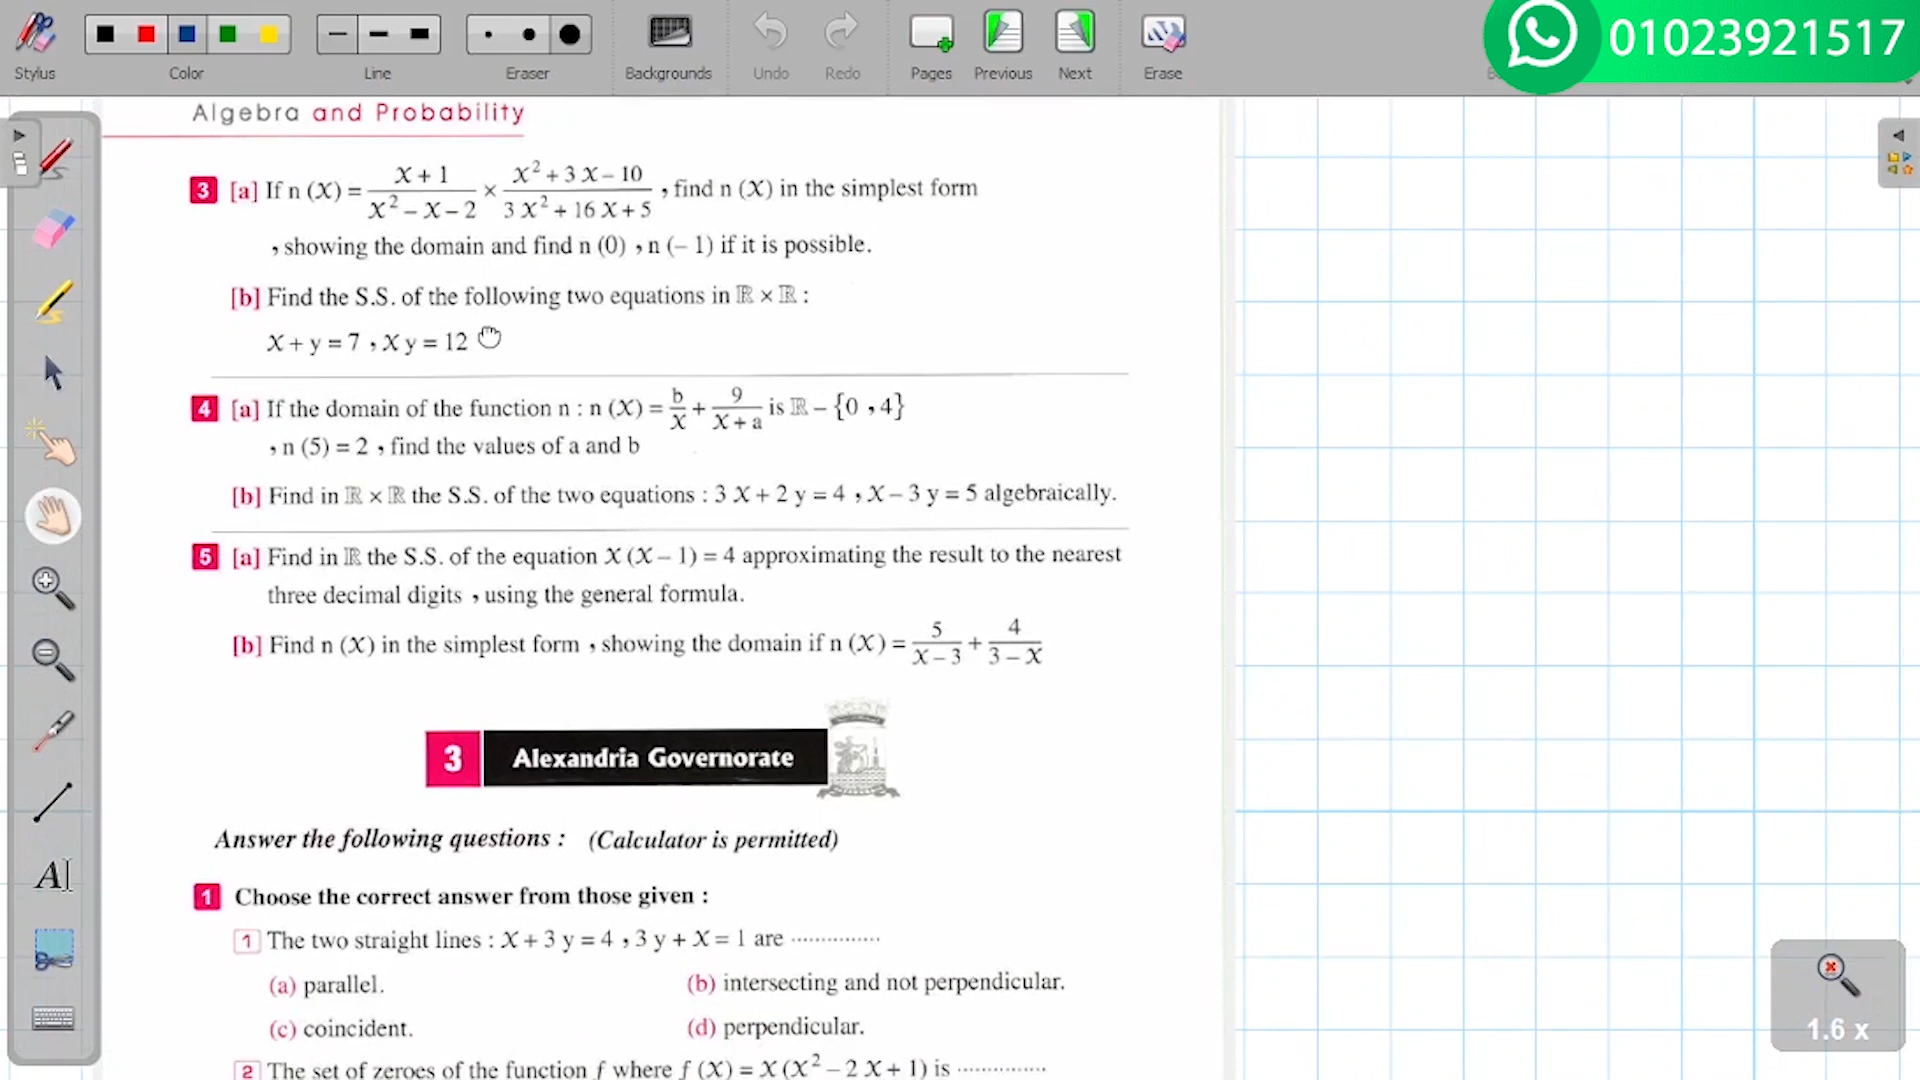 Stylus
Color
Line
Eraser
Backgrounds
Undo
Redo
Pages
Previous
Next
Erase
01023921517
Algebra and Probability
3 [a] If n (X) = \frac{X + 1}{X² – X – 2} × \frac{X² + 3 X – 10}{3 X² + 16 X + 5} , find n (X) in the simplest form
, showing the domain and find n (0) , n (– 1) if it is possible.
[b] Find the S.S. of the following two equations in ℝ × ℝ :
X + y = 7 , X y = 12
4 [a] If the domain of the function n : n (X) = \frac{b}{X} + \frac{9}{X + a} is ℝ – {0 , 4}
, n (5) = 2 , find the values of a and b
[b] Find in ℝ × ℝ the S.S. of the two equations : 3 X + 2 y = 4 , X – 3 y = 5 algebraically.
5 [a] Find in ℝ the S.S. of the equation X (X – 1) = 4 approximating the result to the nearest
three decimal digits , using the general formula.
[b] Find n (X) in the simplest form , showing the domain if n (X) = \frac{5}{X – 3} + \frac{4}{3 – X}
3 Alexandria Governorate
Answer the following questions : (Calculator is permitted)
1 Choose the correct answer from those given :
1 The two straight lines : X + 3 y = 4 , 3 y + X = 1 are ...............
(a) parallel. (b) intersecting and not perpendicular.
(c) coincident. (d) perpendicular.
2 The set of zeroes of the function f where f (X) = X (X² – 2 X + 1) is ...............
1.6 x